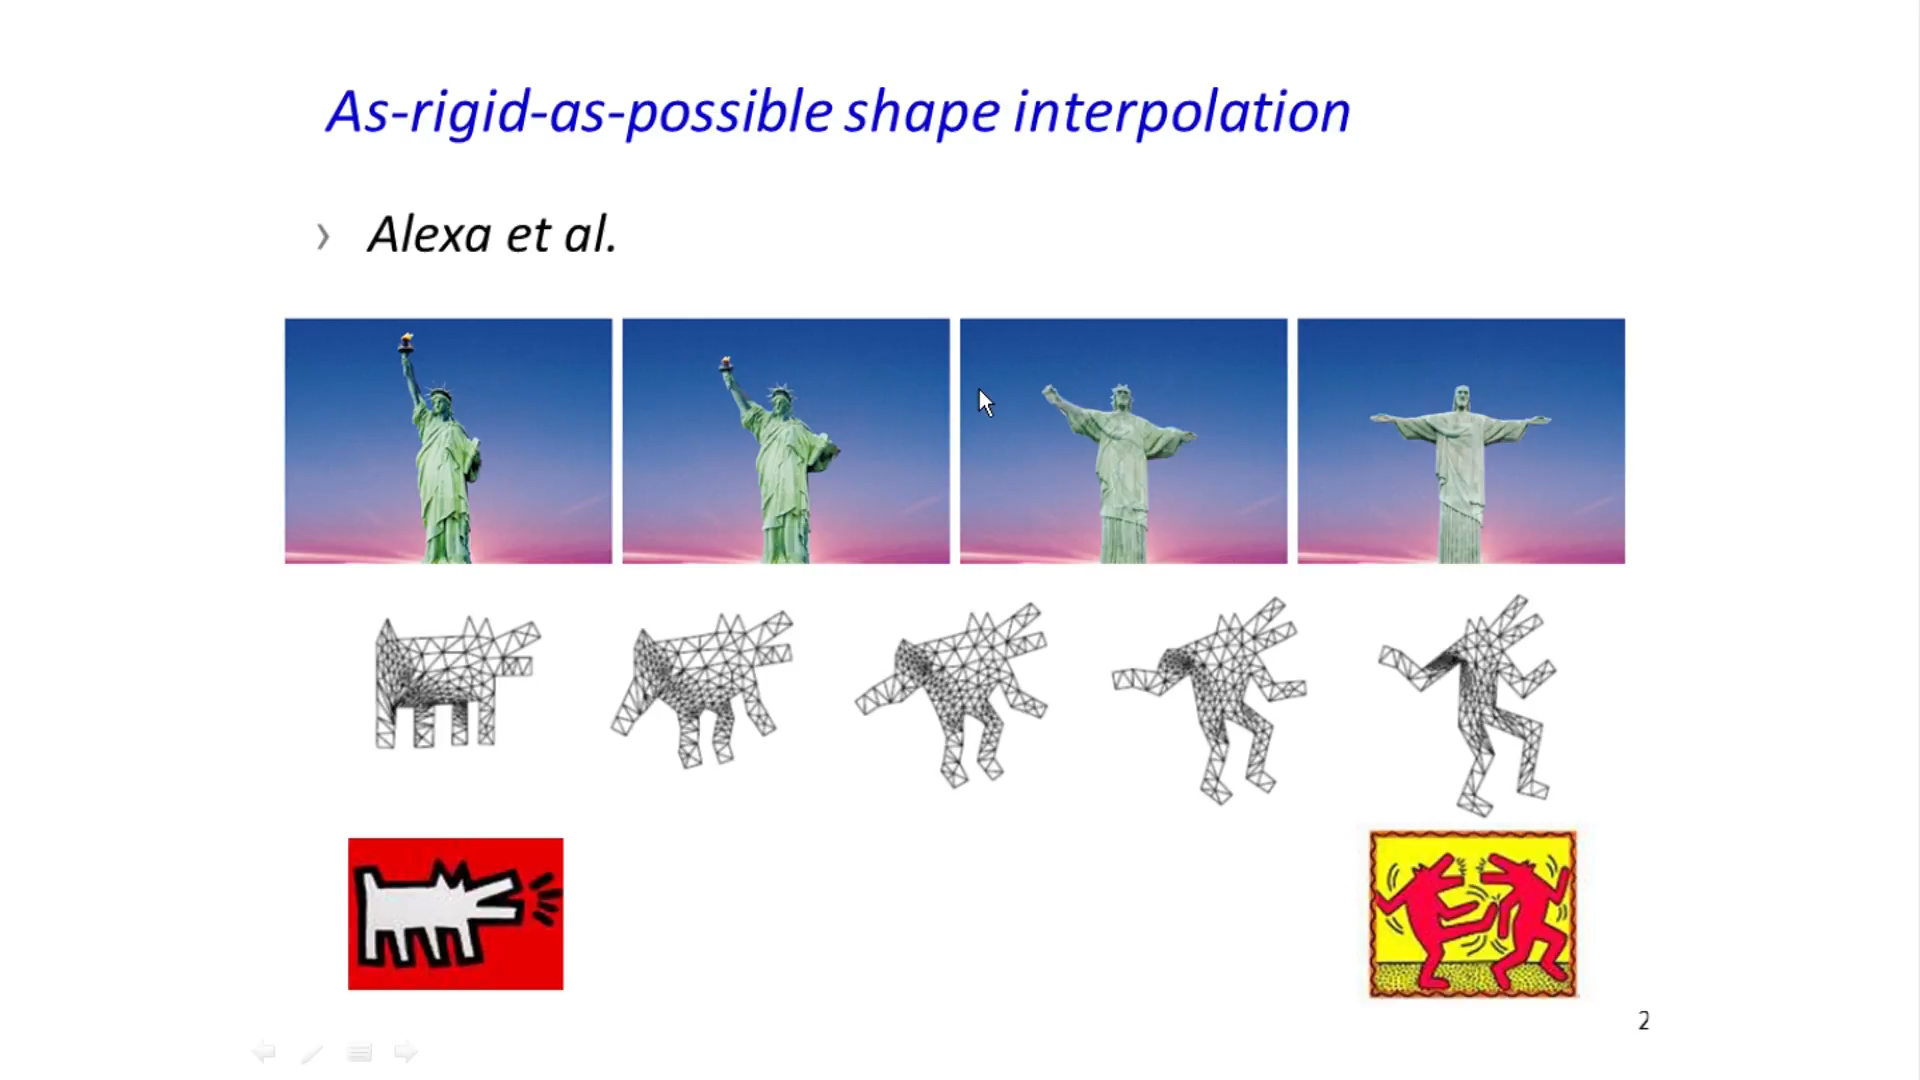 As-rigid-as-possible shape interpolation
› Alexa et al.
2